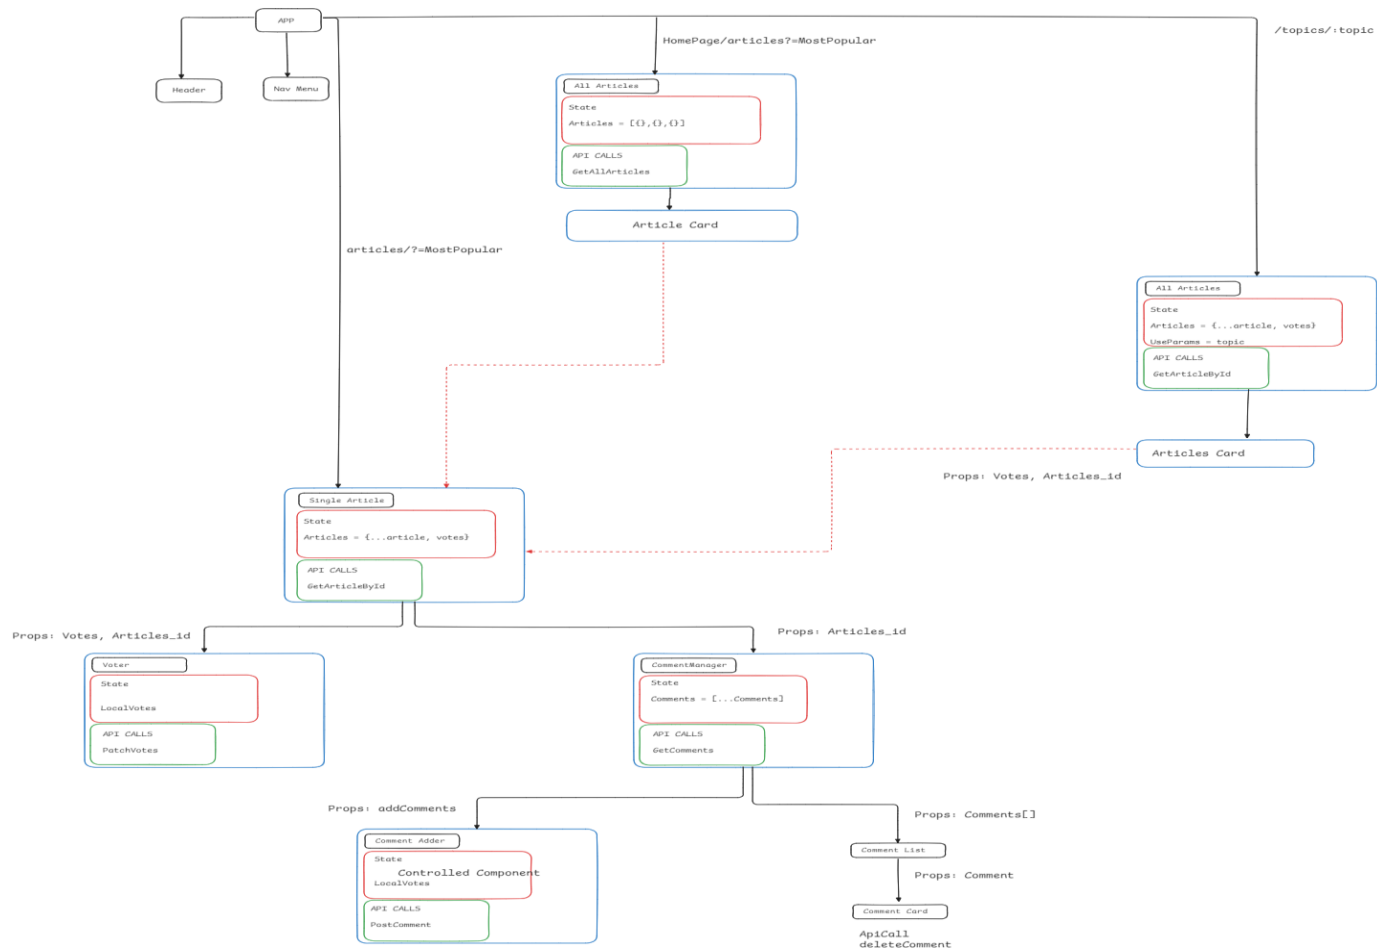 APP
/topics/:topic
HomePage/articles?=MostPopular
Header
Nav Menu
All Articles
State
Articles = [{},{},{}]
API CALLS
GetAllArticles
Article Card
articles/?=MostPopular
All Articles
State
Articles = {...article, votes}
UseParams = topic
API CALLS
GetArticleById
Articles Card
Props: Votes, Articles_id
Single Article
State
Articles = {...article, votes}
API CALLS
GetArticleById
Props: Votes, Articles_id
Props: Articles_id
Voter
State
LocalVotes
API CALLS
PatchVotes
CommentManager
State
Comments = [...Comments]
API CALLS
GetComments
Props: addComments
Props: Comments[]
Comment Adder
State
Controlled Component
LocalVotes
API CALLS
PostComment
Comment List
Props: Comment
Comment Card
ApiCall
deleteComment